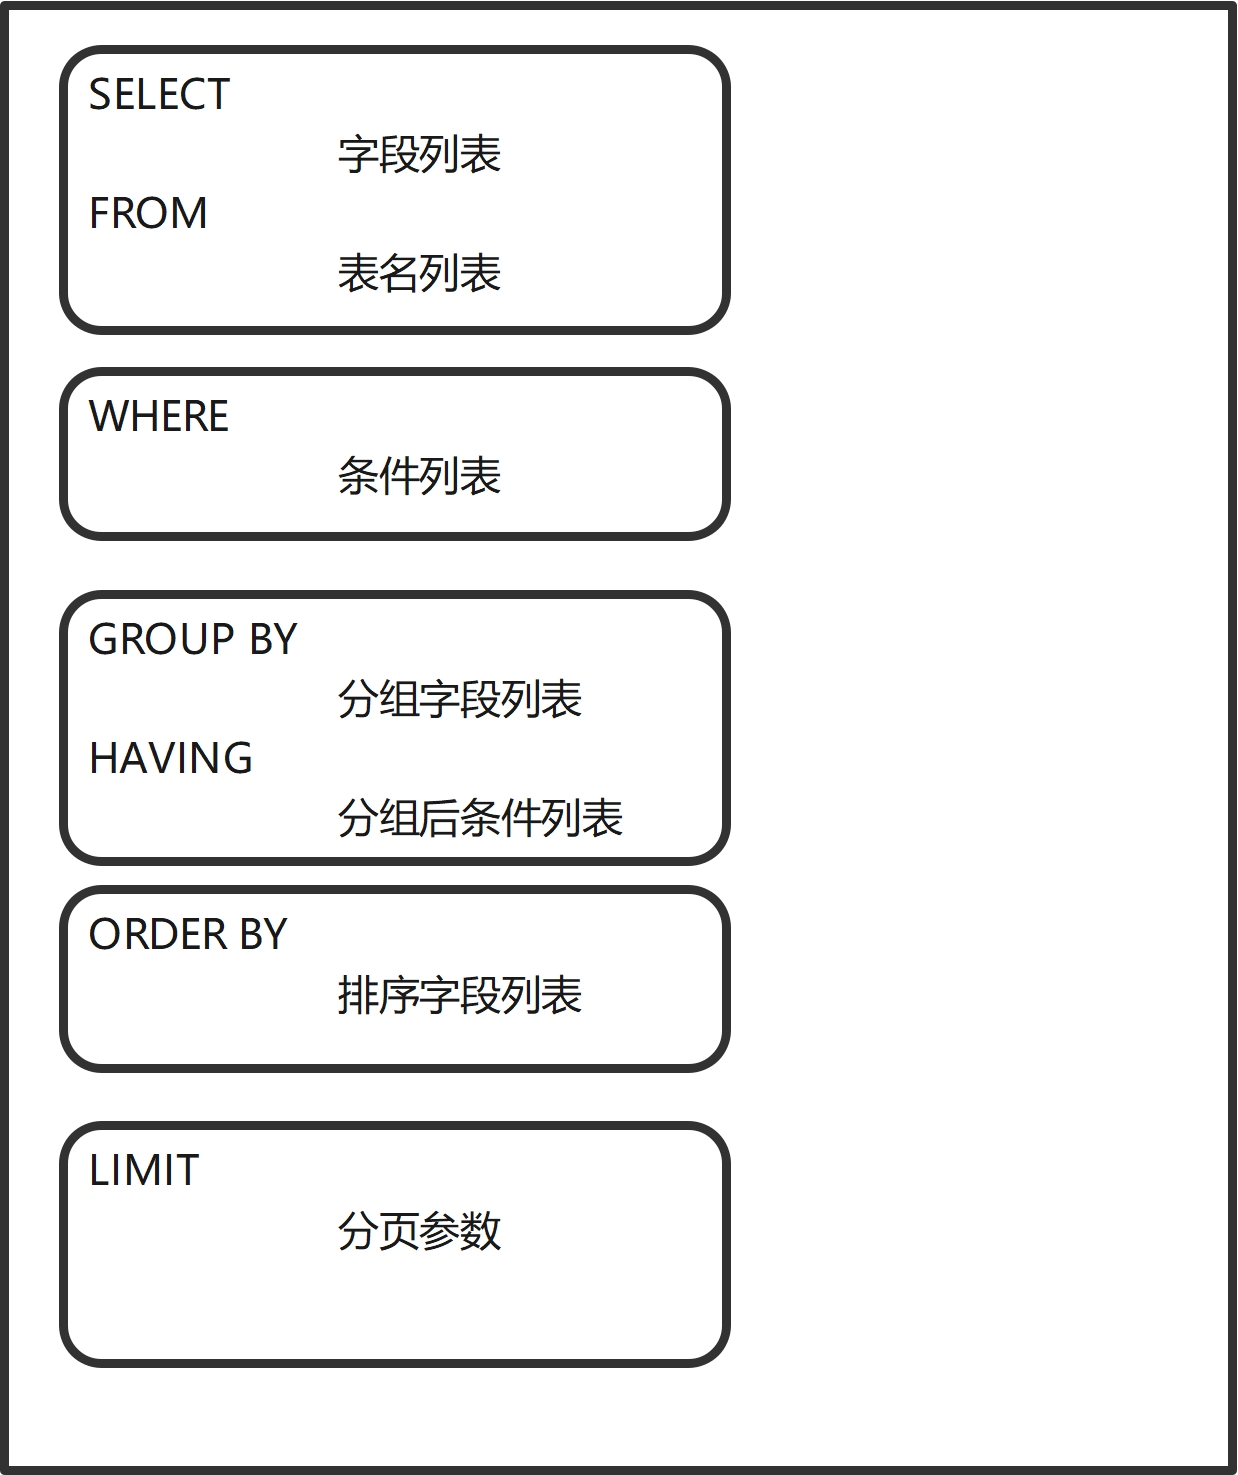 SELECT
字段列表
FROM
表名列表
WHERE
条件列表
GROUP BY
分组字段列表
HAVING
分组后条件列表
ORDER BY
排序字段列表
LIMIT
分页参数